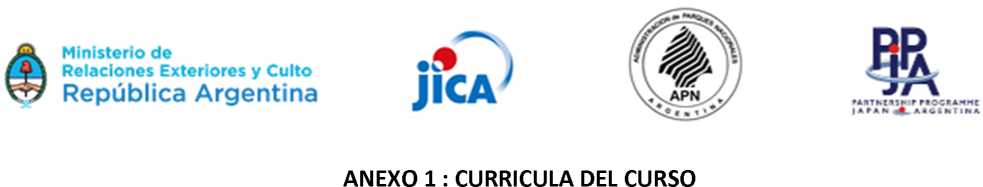 Ministerio de
Relaciones Exteriores y Culto
República Argentina
jICA
ADMINISTRACION de PARQUES NACIONALES
APN
ARGENTINA
PPJA
PARTNERSHIP PROGRAMME
JAPAN ARGENTINA
ANEXO 1 : CURRICULA DEL CURSO